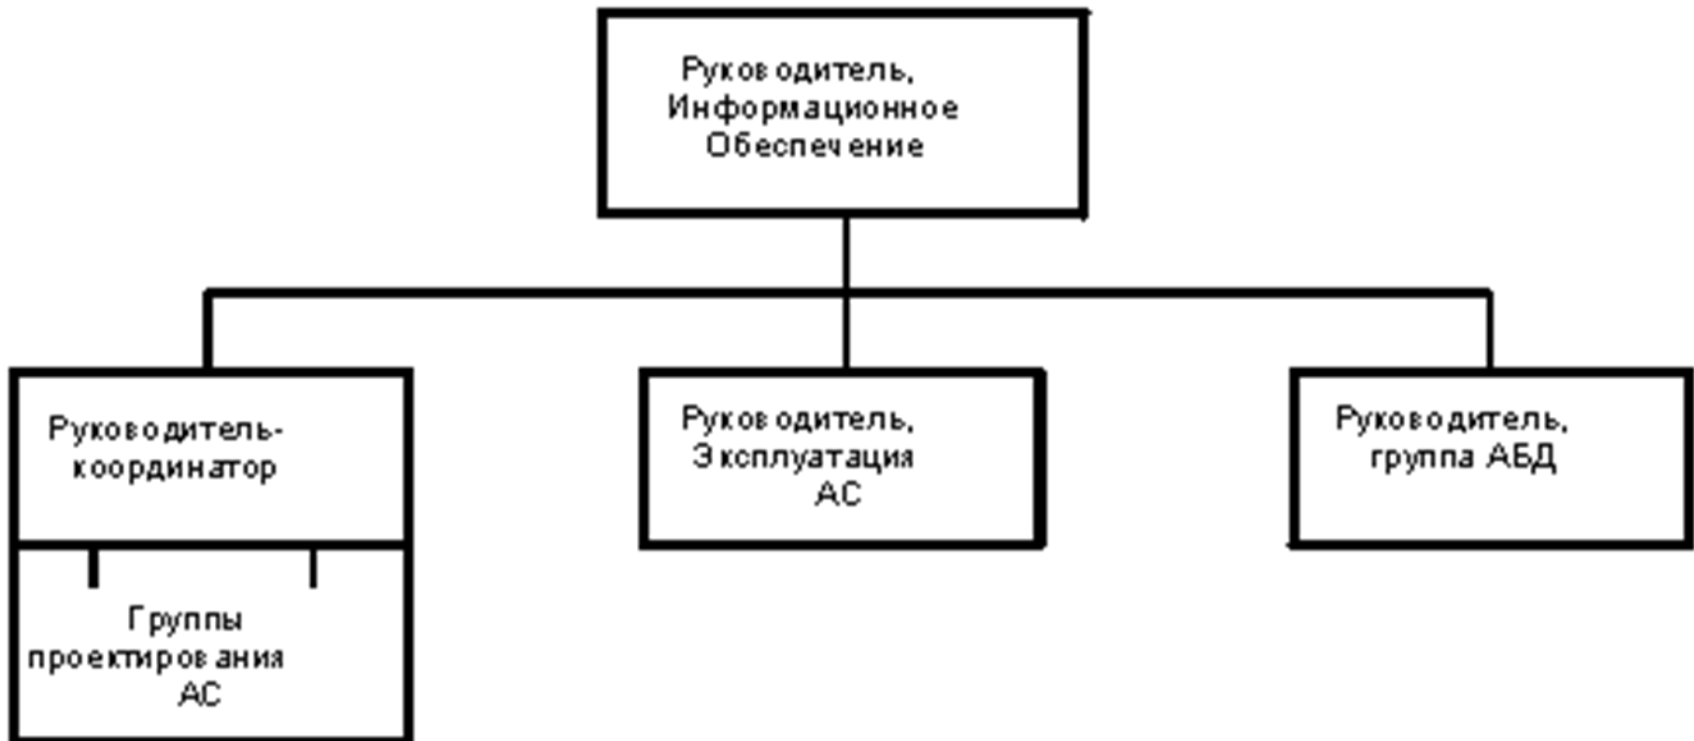 Руководитель,
Информационное
Обеспечение
Руководитель-
координатор
Руководитель,
Эксплуатация
АС
Руководитель,
группа АБД
Группы
проектирования
АС